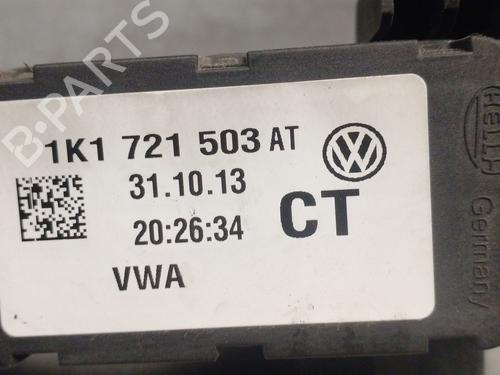 B-Parts
1K1 721 503 AT
31.10.13
20:26:34
CT
VWA
HELLA
Germany